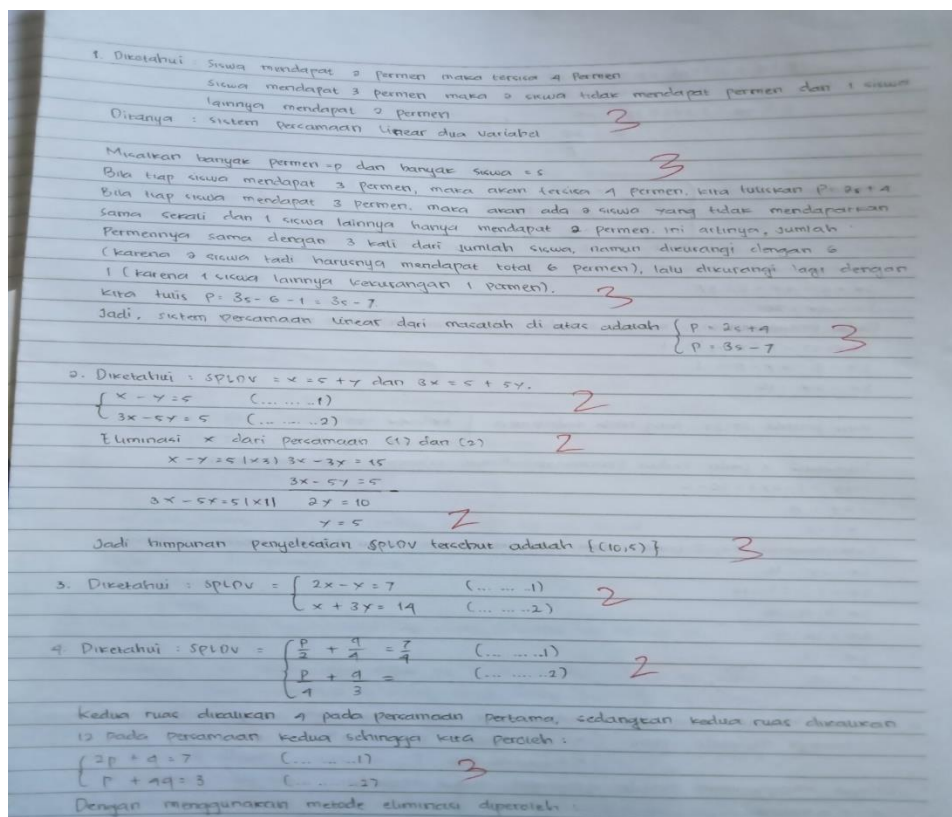 1. Diketahui : Siswa mendapat 2 permen maka tersisa 4 Permen
Siswa mendapat 3 permen maka 2 siswa tidak mendapat permen dan 1 siswa
lainnya mendapat 2 permen
Ditanya : sistem persamaan linear dua variabel 3
Misalkan banyak permen = p dan banyak siswa = s 3
Bila tiap siswa mendapat 3 permen, maka akan tersisa 4 permen, kita tuliskan P = 2s + 4
Bila tiap siswa mendapat 3 permen, maka akan ada 2 siswa yang tidak mendapatkan
sama sekali dan 1 siswa lainnya hanya mendapat 2 permen. ini artinya, jumlah
Permennya sama dengan 3 kali dari jumlah siswa, namun dikurangi dengan 6
(karena 2 siswa tadi harusnya mendapat total 6 permen), lalu dikurangi lagi dengan
1 (karena 1 siswa lainnya kekurangan 1 permen).
kita tulis P = 3s - 6 - 1 = 3s - 7 3
Jadi, sistem persamaan linear dari masalah di atas adalah { P = 2s + 4
P = 3s - 7 3
2. Diketahui : SPLDV = x = 5 + y dan 3x = 5 + 5y.
{ x - y = 5 (... ... ..1) 2
3x - 5y = 5 (... ... ..2)
Eliminasi x dari persamaan (1) dan (2) 2
x - y = 5 |x3| 3x - 3y = 15
3x - 5y = 5
3x - 5y = 5 |x1| 2y = 10
y = 5 2
Jadi himpunan penyelesaian SPLDV tersebut adalah {(10,5)} 3
3. Diketahui : SPLDV = { 2x - y = 7 (... ... ..1) 2
x + 3y = 14 (... ... ..2)
4. Diketahui : SPLDV = { p/2 + q/4 = 7/4 (... ... ..1)
p/4 + q/3 = (... ... ..2) 2
Kedua ruas dikalikan 4 pada persamaan pertama, sedangkan kedua ruas dikalikan
12 pada persamaan kedua sehingga kita peroleh :
{ 2p + q = 7 (... ... ..1) 3
P + 4q = 3 (... ... ..2)
Dengan menggunakan metode eliminasi diperoleh :